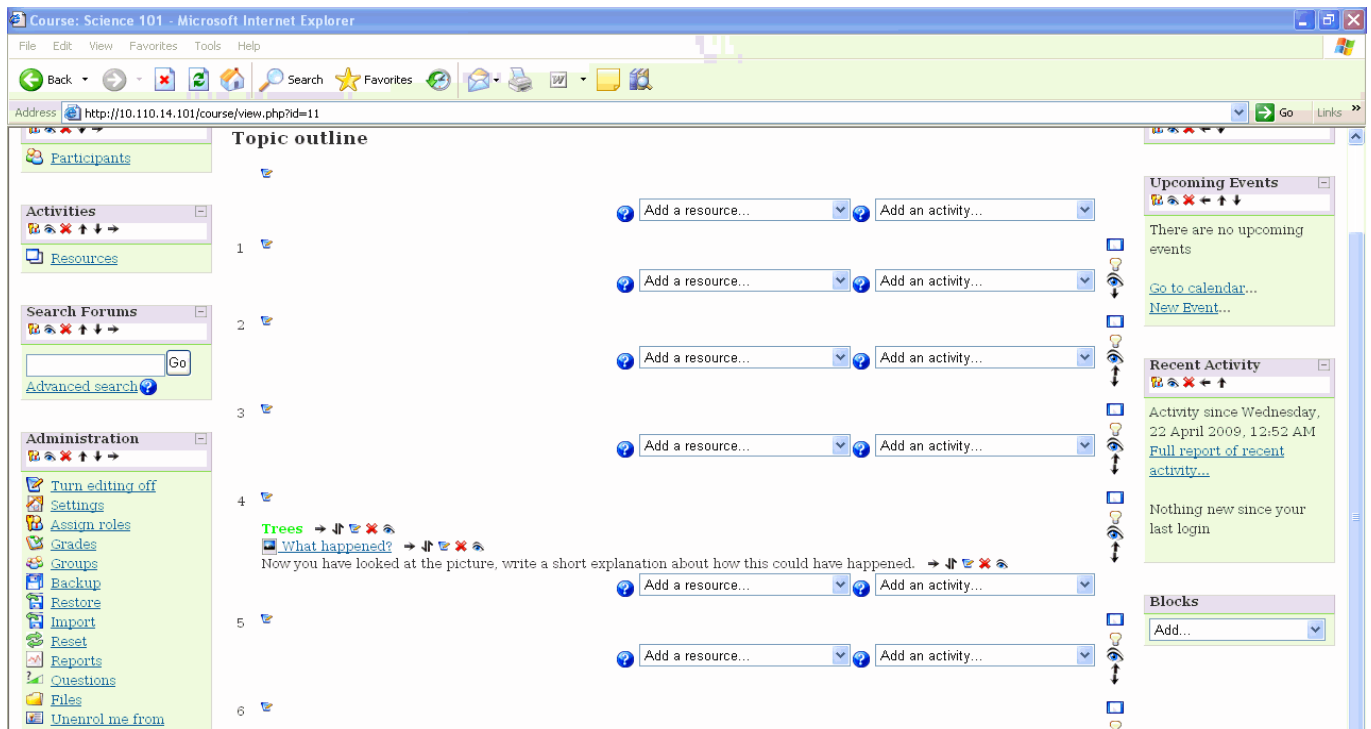 Course: Science 101 - Microsoft Internet Explorer
File Edit View Favorites Tools Help
Back Search Favorites
Address http://10.110.14.101/course/view.php?id=11 Go Links »
Participants
Activities
Resources
Search Forums
Go
Advanced search
Administration
Turn editing off
Settings
Assign roles
Grades
Groups
Backup
Restore
Import
Reset
Reports
Questions
Files
Unenrol me from
Topic outline
Add a resource... Add an activity...
1
Add a resource... Add an activity...
2
Add a resource... Add an activity...
3
Add a resource... Add an activity...
4
Trees
What happened?
Now you have looked at the picture, write a short explanation about how this could have happened.
Add a resource... Add an activity...
5
Add a resource... Add an activity...
6
Upcoming Events
There are no upcoming
events
Go to calendar...
New Event...
Recent Activity
Activity since Wednesday,
22 April 2009, 12:52 AM
Full report of recent
activity...
Nothing new since your
last login
Blocks
Add...